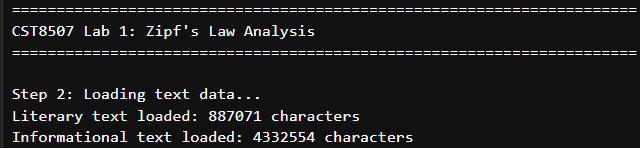 ========================================================================
CST8507 Lab 1: Zipf's Law Analysis
========================================================================
Step 2: Loading text data...
Literary text loaded: 887071 characters
Informational text loaded: 4332554 characters